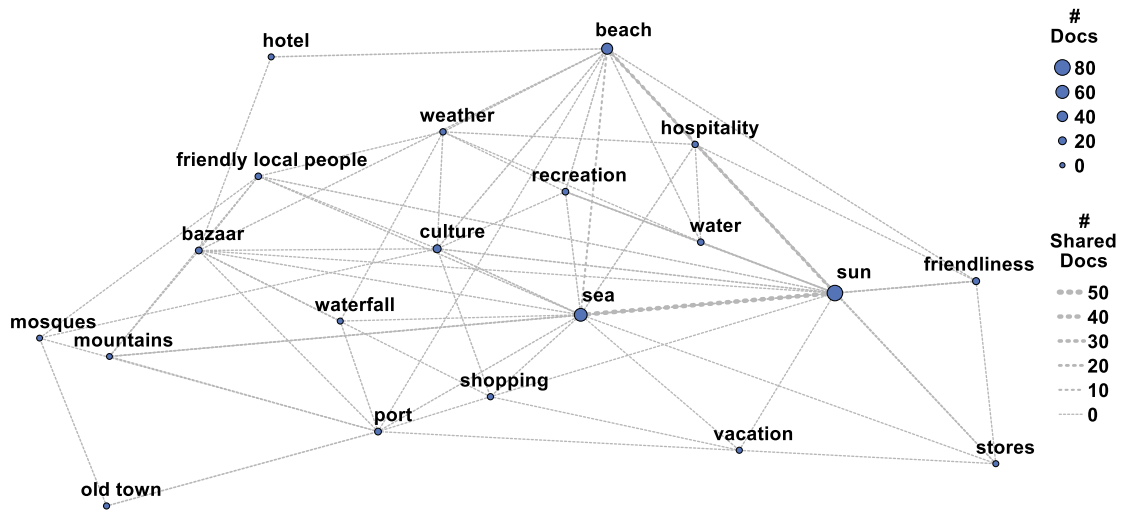 beach
hotel
weather
hospitality
friendly local people
recreation
bazaar
culture
water
sun
friendliness
sea
waterfall
mosques
mountains
shopping
port
vacation
stores
old town
#
Docs
80
60
40
20
0
#
Shared
Docs
50
40
30
20
10
0